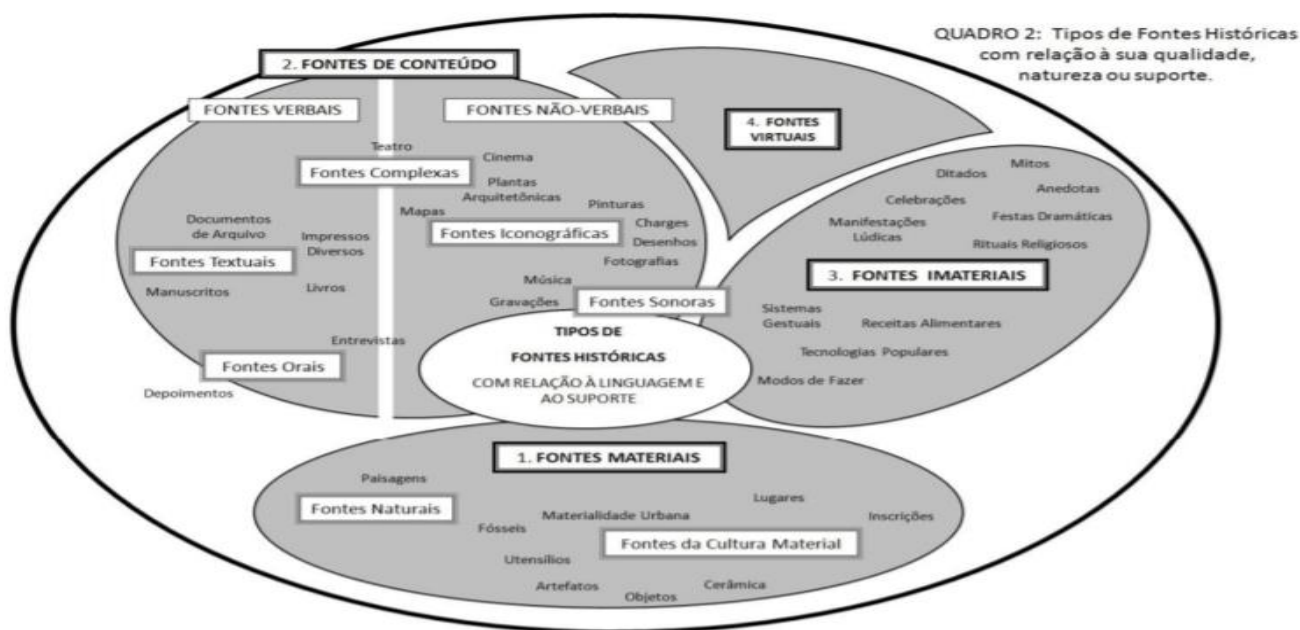 QUADRO 2: Tipos de Fontes Históricas
com relação à sua qualidade,
natureza ou suporte.
2. FONTES DE CONTEÚDO
FONTES VERBAIS
FONTES NÃO-VERBAIS
Teatro
Fontes Complexas
Cinema
Plantas
Arquitetônicas
Mapas
Pinturas
Charges
Fontes Iconográficas
Desenhos
Fotografias
Documentos
de Arquivo
Impressos
Diversos
Fontes Textuais
Manuscritos
Livros
Música
Gravações
Fontes Sonoras
Entrevistas
Fontes Orais
Depoimentos
4. FONTES
VIRTUAIS
Ditados
Mitos
Anedotas
Celebrações
Manifestações
Lúdicas
Festas Dramáticas
Rituais Religiosos
3. FONTES IMATERIAIS
Sistemas
Gestuais
Receitas Alimentares
Tecnologias Populares
Modos de Fazer
TIPOS DE
FONTES HISTÓRICAS
COM RELAÇÃO À LINGUAGEM E
AO SUPORTE
1. FONTES MATERIAIS
Paisagens
Fontes Naturais
Fósseis
Materialidade Urbana
Lugares
Inscrições
Fontes da Cultura Material
Utensílios
Artefatos
Objetos
Cerâmica